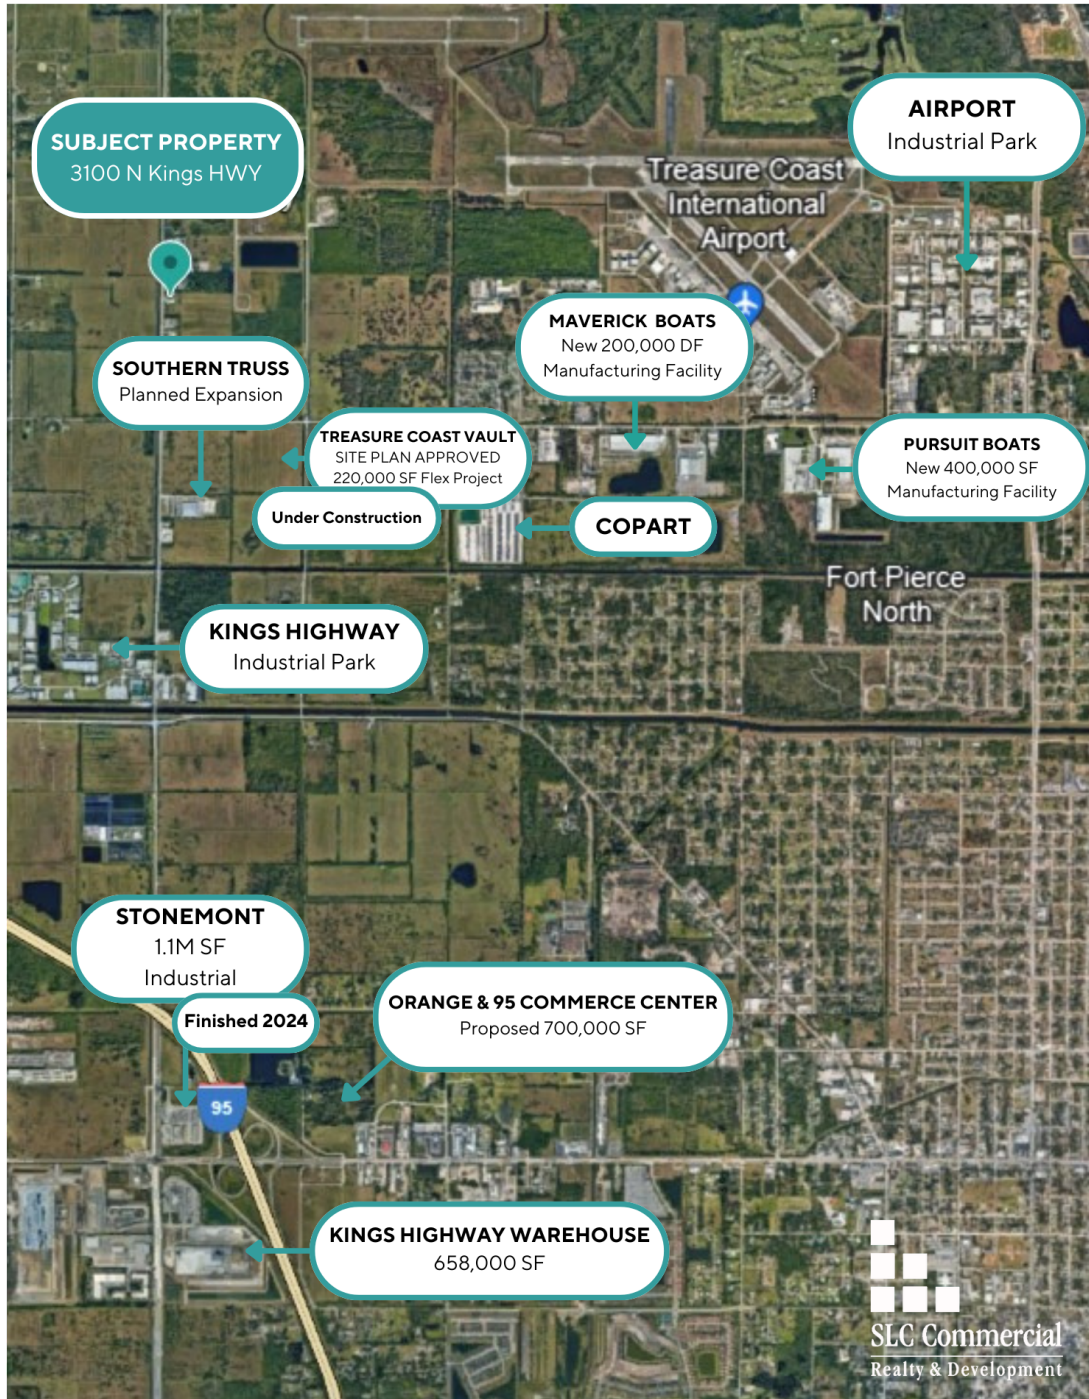 SUBJECT PROPERTY
3100 N Kings HWY
AIRPORT
Industrial Park
Treasure Coast
International
Airport
MAVERICK BOATS
New 200,000 DF
Manufacturing Facility
SOUTHERN TRUSS
Planned Expansion
TREASURE COAST VAULT
SITE PLAN APPROVED
220,000 SF Flex Project
Under Construction
PURSUIT BOATS
New 400,000 SF
Manufacturing Facility
COPART
Fort Pierce
North
KINGS HIGHWAY
Industrial Park
STONEMONT
1.1M SF
Industrial
Finished 2024
ORANGE & 95 COMMERCE CENTER
Proposed 700,000 SF
95
KINGS HIGHWAY WAREHOUSE
658,000 SF
SLC Commercial
Realty & Development